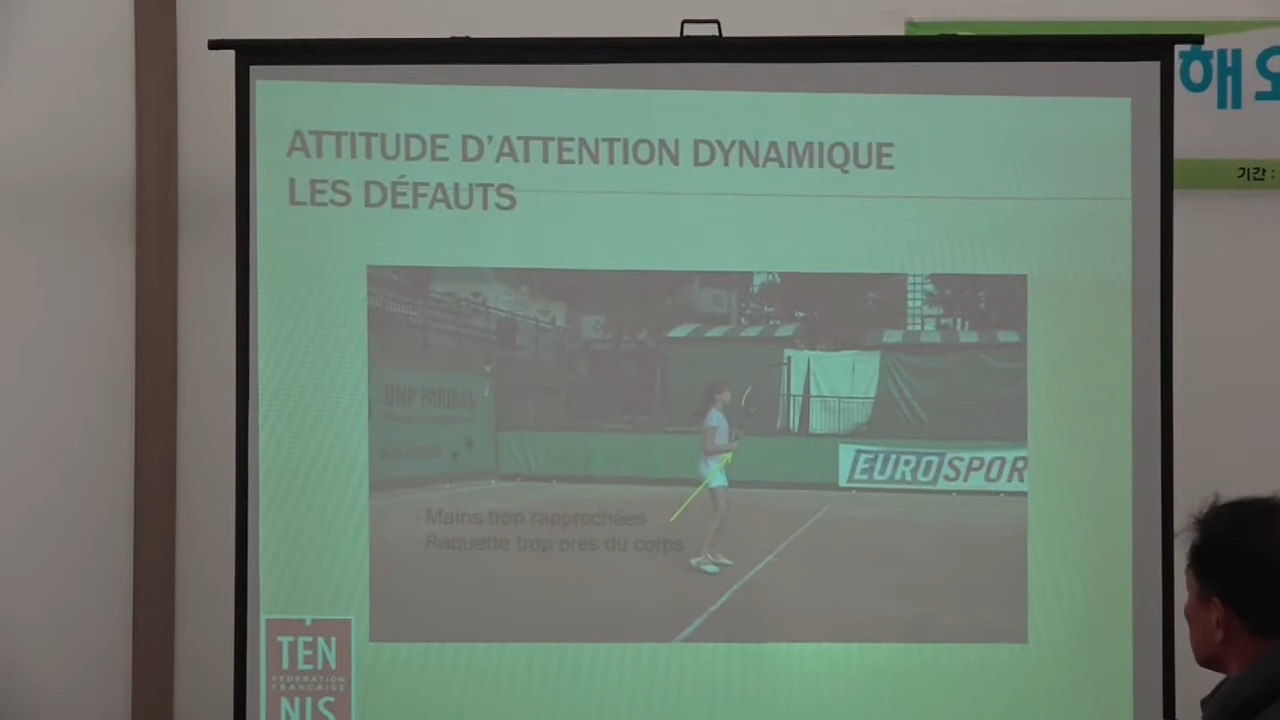 해외
기간 :
ATTITUDE D'ATTENTION DYNAMIQUE
LES DÉFAUTS
BNP PARIBAS
EUROSPOR
- Mains trop rapprochées
- Raquette trop près du corps
TEN
FÉDÉRATION
FRANÇAISE
NIS